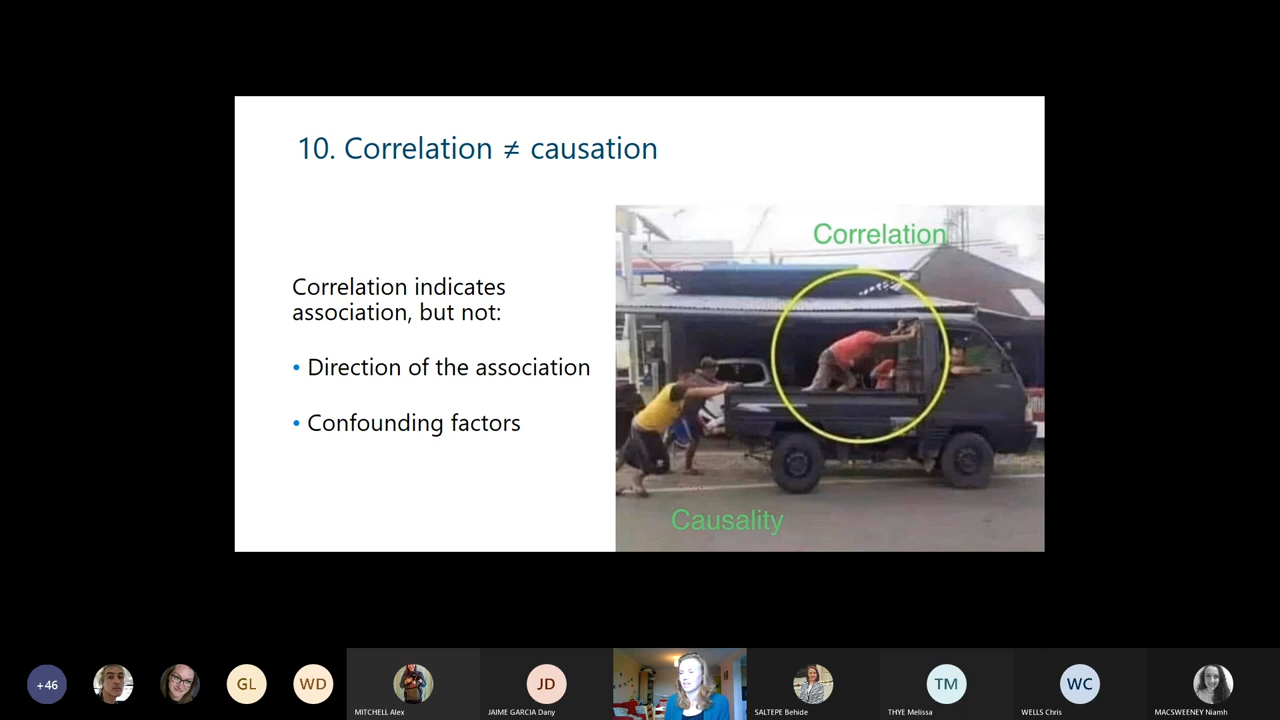 10. Correlation ≠ causation
Correlation indicates
association, but not:
• Direction of the association
• Confounding factors
Correlation
Causality
+46
GL
WD
MITCHELL Alex
JD
JAIME GARCIA Dany
SALTEPE Behide
TM
THYE Melissa
WC
WELLS Chris
MACSWEENEY Niamh